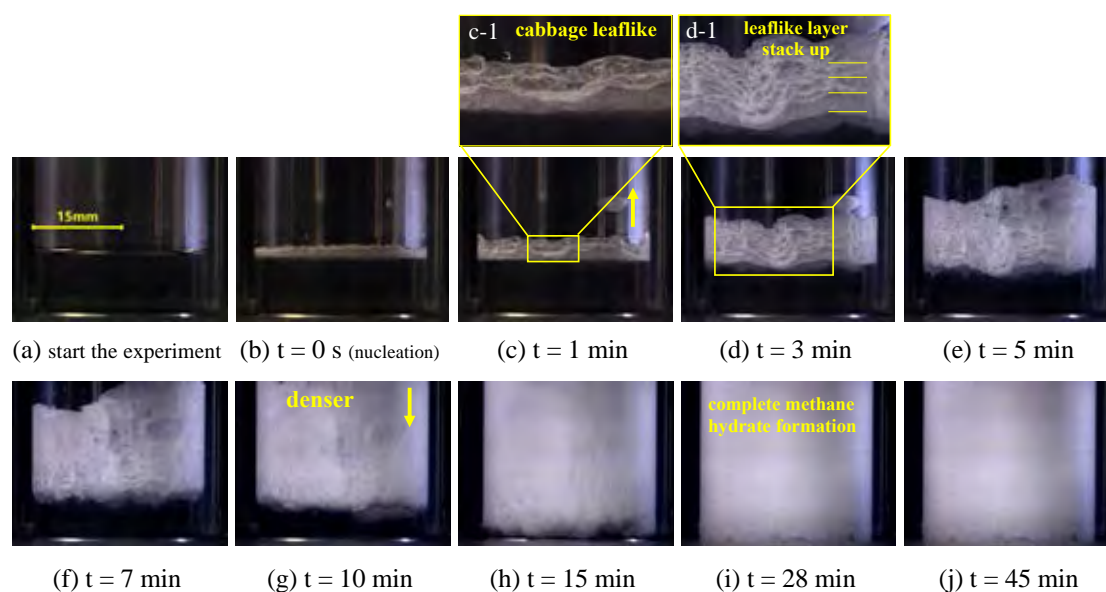 c-1 cabbage leaflike
d-1 leaflike layer
stack up
15mm
(a) start the experiment
(b) t = 0 s (nucleation)
(c) t = 1 min
(d) t = 3 min
(e) t = 5 min
denser
complete methane
hydrate formation
(f) t = 7 min
(g) t = 10 min
(h) t = 15 min
(i) t = 28 min
(j) t = 45 min